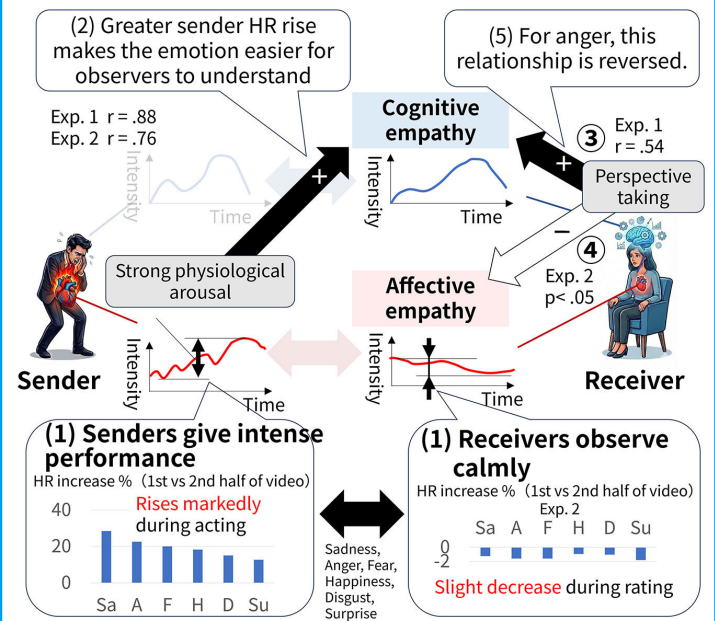 (2) Greater sender HR rise
makes the emotion easier for
observers to understand
(5) For anger, this
relationship is reversed.
Exp. 1 r = .88
Exp. 2 r = .76
Cognitive
empathy
③
Exp. 1
r = .54
+
+
Perspective
taking
Intensity
Time
Intensity
Time
−
④
Exp. 2
p< .05
Strong physiological
arousal
Affective
empathy
Sender
Intensity
Time
Intensity
Time
Receiver
(1) Senders give intense
performance
HR increase % (1st vs 2nd half of video)
Rises markedly
during acting
40
20
0
Sa A F H D Su
Sadness,
Anger, Fear,
Happiness,
Disgust,
Surprise
(1) Receivers observe
calmly
HR increase % (1st vs 2nd half of video)
Exp. 2
Sa A F H D Su
0
-2
Slight decrease during rating